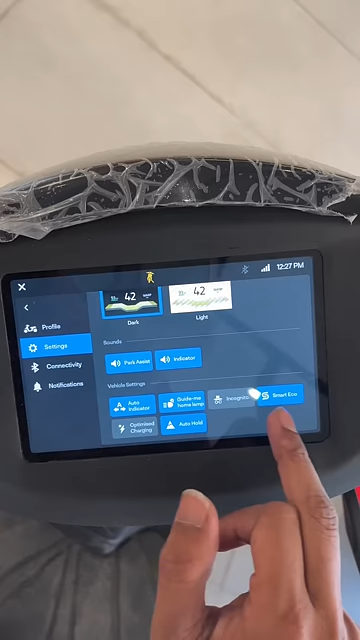 12:27 PM
42
42
Dark
Light
Profile
Settings
Connectivity
Notifications
Sounds
Park Assist
Indicator
Vehicle Settings
Auto
Indicator
Guide-me
home lamp
Incognito
Smart Eco
Optimised
Charging
Auto Hold